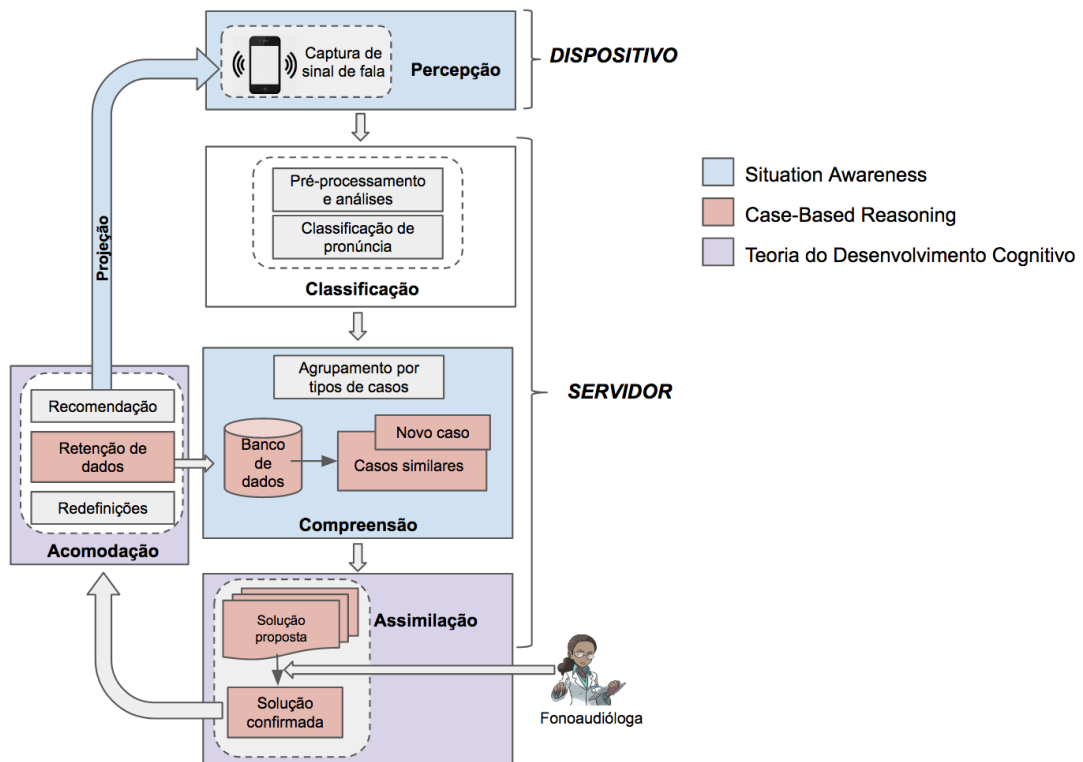 Captura de
sinal de fala
Percepção
DISPOSITIVO
Pré-processamento
e análises
Classificação de
pronúncia
Classificação
Situation Awareness
Case-Based Reasoning
Teoria do Desenvolvimento Cognitivo
Projeção
Agrupamento por
tipos de casos
SERVIDOR
Banco
de
dados
Novo caso
Casos similares
Compreensão
Recomendação
Retenção de
dados
Redefinições
Acomodação
Solução
proposta
Assimilação
Solução
confirmada
Fonoaudióloga